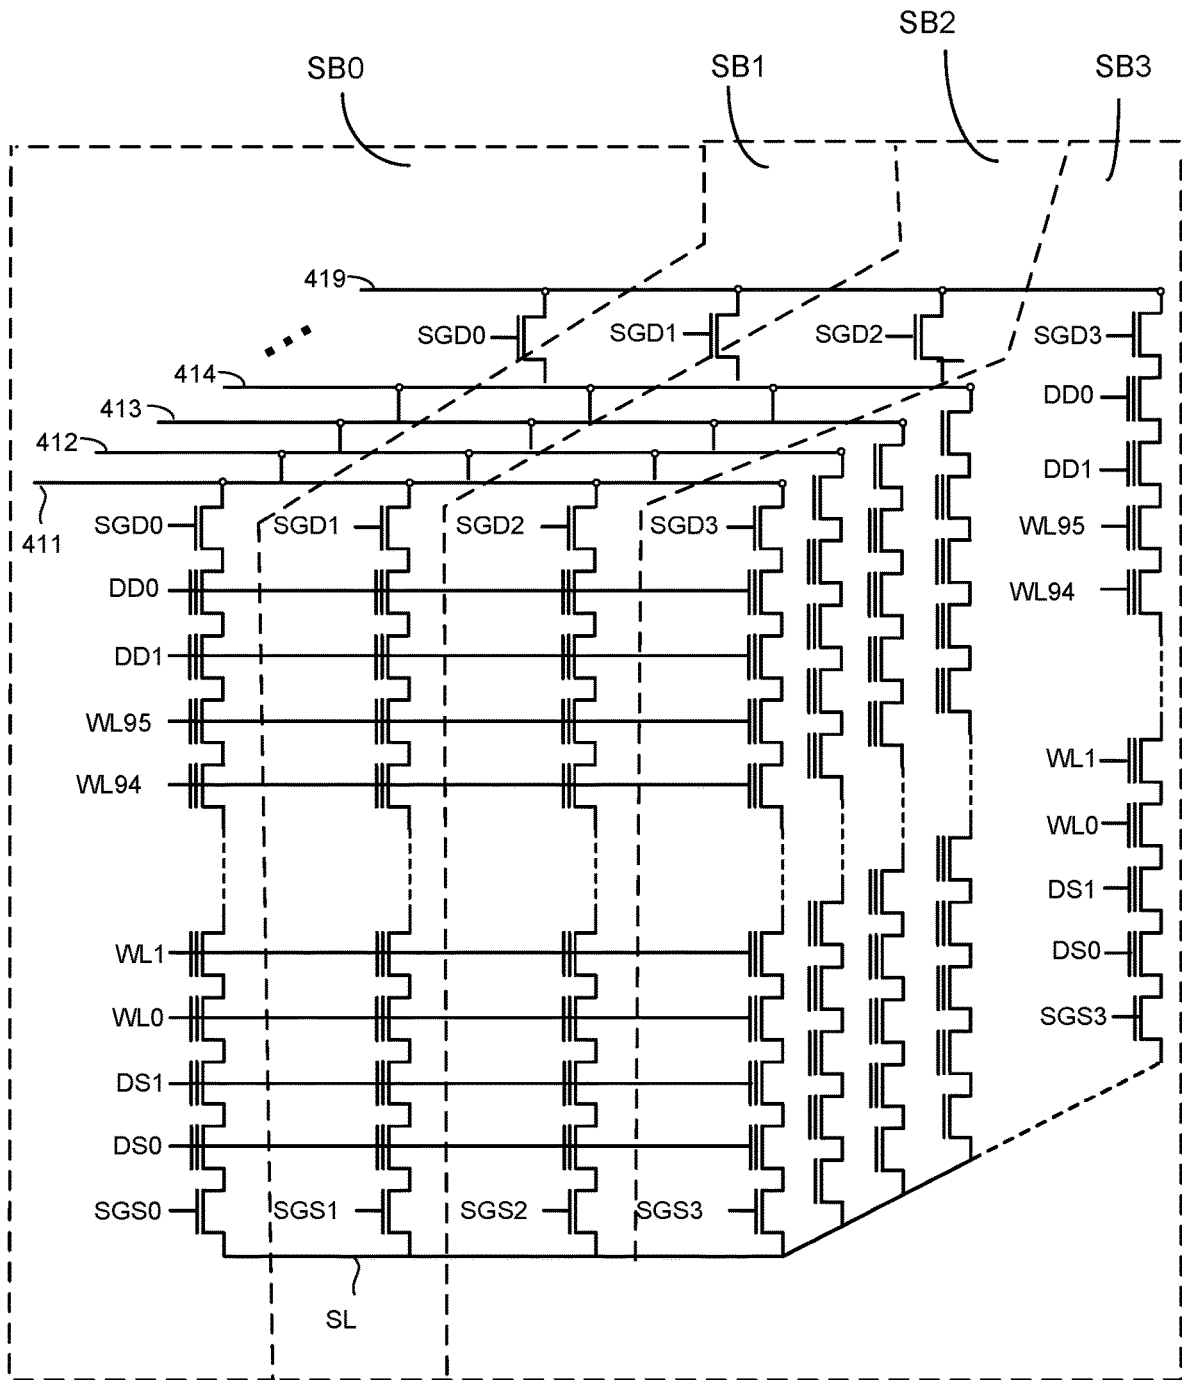 SB0 SB1 SB2 SB3
419
SGD0 SGD1 SGD2 SGD3
414
DD0
413
412
DD1
411
SGD0 SGD1 SGD2 SGD3 WL95
DD0 WL94
DD1
WL95
WL94
WL1
WL0
DS1
WL1 DS0
WL0 SGS3
DS1
DS0
SGS0 SGS1 SGS2 SGS3
SL